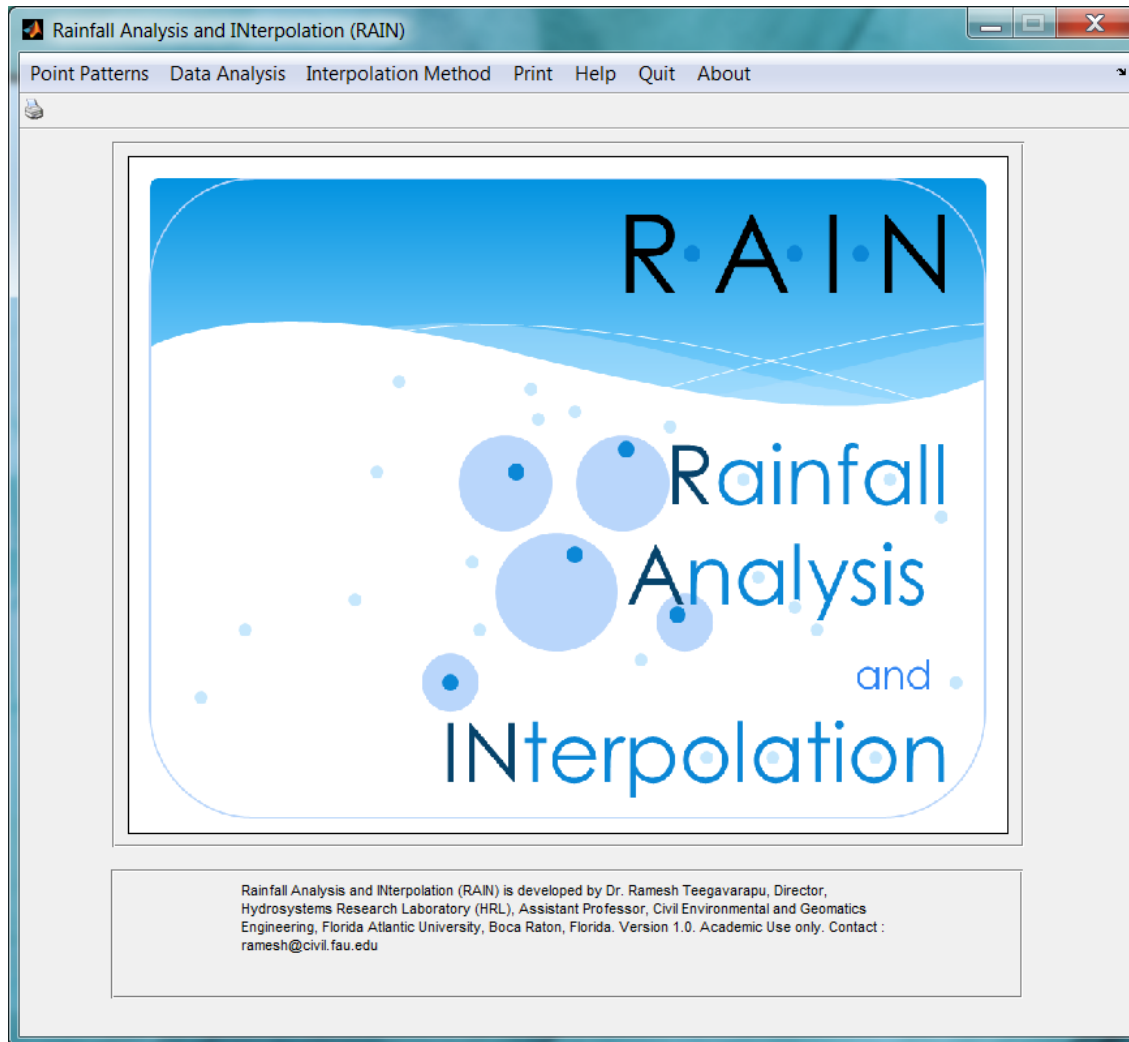 Rainfall Analysis and INterpolation (RAIN)
Point Patterns Data Analysis Interpolation Method Print Help Quit About
R·A·I·N
Rainfall
Analysis
and
INterpolation
Rainfall Analysis and INterpolation (RAIN) is developed by Dr. Ramesh Teegavarapu, Director,
Hydrosystems Research Laboratory (HRL), Assistant Professor, Civil Environmental and Geomatics
Engineering, Florida Atlantic University, Boca Raton, Florida. Version 1.0. Academic Use only. Contact :
ramesh@civil.fau.edu